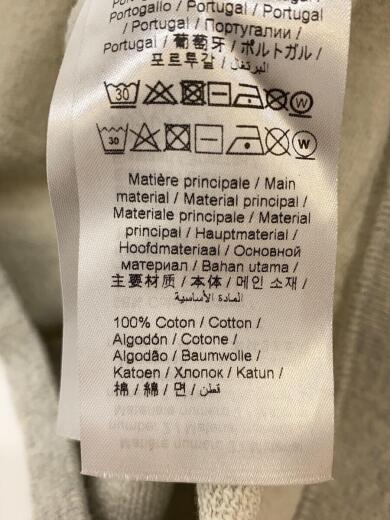 Portogallo / Portugal / Portugal
/ Portugal / Португалии /
Portugal / 葡萄牙 / ポルトガル /
포르투갈 / البرتغال /
30 W
30 W
Matière principale / Main
material / Material principal /
Materiale principale / Material
principal / Hauptmaterial /
Hoofdmateriaal / Основной
материал / Bahan utama /
主要材质 / 本体 / 메인 소재 /
المادة الأساسية /
100% Coton / Cotton /
Algodón / Cotone /
Algodão / Baumwolle /
Katoen / Хлопок / Katun /
棉 / 綿 / 면 / قطن /